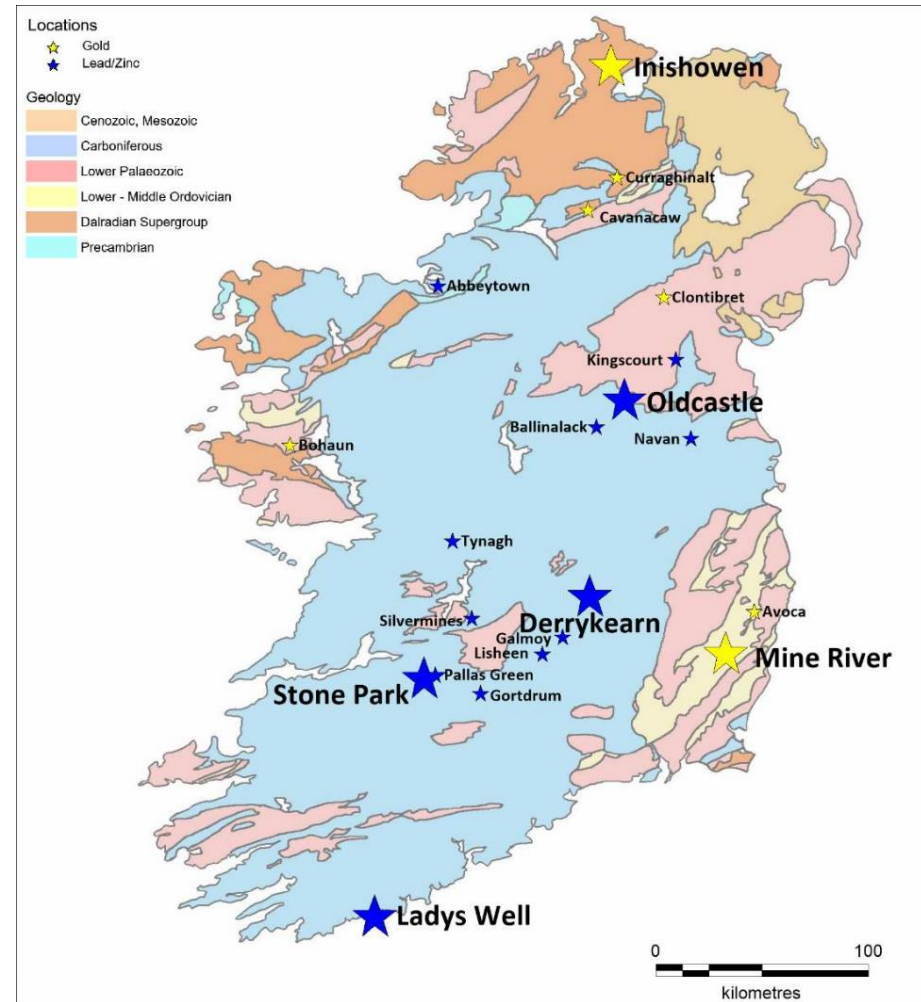 Locations
Gold
Lead/Zinc
Geology
Cenozoic, Mesozoic
Carboniferous
Lower Palaeozoic
Lower - Middle Ordovician
Dalradian Supergroup
Precambrian
Inishowen
Curraghinalt
Cavanacaw
Abbeytown
Clontibret
Kingscourt
Oldcastle
Ballinalack
Navan
Bohaun
Tynagh
Silvermines
Derrykearn
Avoca
Galmoy
Lisheen
Mine River
Pallas Green
Stone Park
Gortdrum
Ladys Well
0 100
kilometres